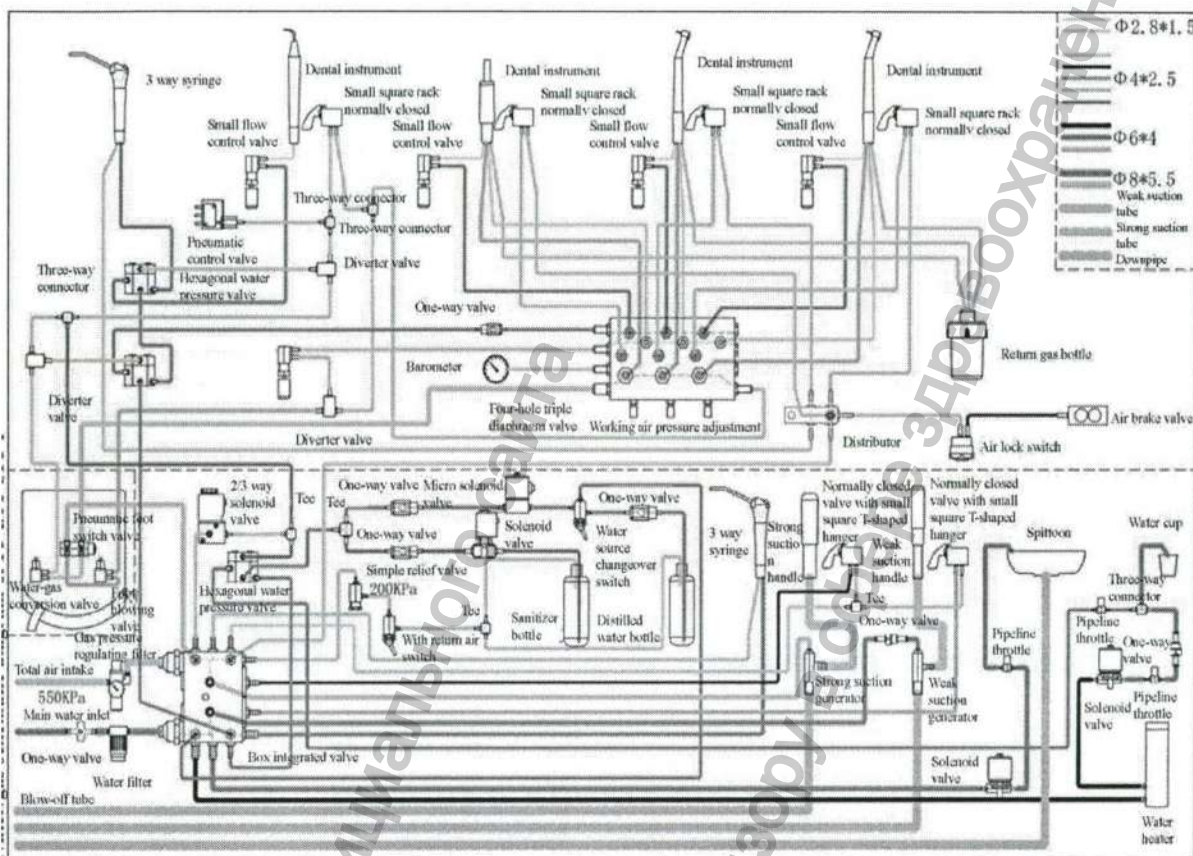 Φ2.8*1.5
Φ4*2.5
Φ6*4
Φ8*5.5
Weak suction
tube
Strong suction
tube
Downpipe
3 way syringe
Dental instrument
Dental instrument
Dental instrument
Dental instrument
Small square rack
normally closed
Small square rack
normally closed
Small square rack
normally closed
Small square rack
normally closed
Small flow
control valve
Small flow
control valve
Small flow
control valve
Small flow
control valve
Three-way connector
Three-way connector
Pneumatic
control valve
Diverter valve
Three-way
connector
Hexagonal water
pressure valve
One-way valve
Barometer
Return gas bottle
Diverter
valve
Four-hole triple
diaphragm valve
Working air pressure adjustment
Diverter valve
Distributor
Air lock switch
Air brake valve
2/3 way
solenoid
valve
Tee
Tee
One-way valve
Micro solenoid
valve
One-way valve
Solenoid
valve
One-way valve
Water
source
changeover
switch
3 way
syringe
Strong
suctio
n
handle
Normally closed
valve with small
square T-shaped
hanger
Weak
suction
handle
Normally closed
valve with small
square T-shaped
hanger
Spittoon
Water cup
Pneumatic foot
switch valve
Water-gas
conversion valve
Foot
blowing
valve
Hexagonal water
pressure valve
Simple relief valve
200KPa
Tee
With return air
switch
Sanitizer
bottle
Distilled
water bottle
Tee
One-way valve
Three-way
connector
Pipeline
throttle
Pipeline
throttle
One-way
valve
Solenoid
valve
Pipeline
throttle
Gas pressure
regulating filter
Total air intake
550KPa
Main water inlet
One-way valve
Water filter
Box integrated valve
Strong suction
generator
Weak
suction
generator
Solenoid
valve
Blow-off tube
Water
heater
здравоохранен
сайта
надзору в сфере